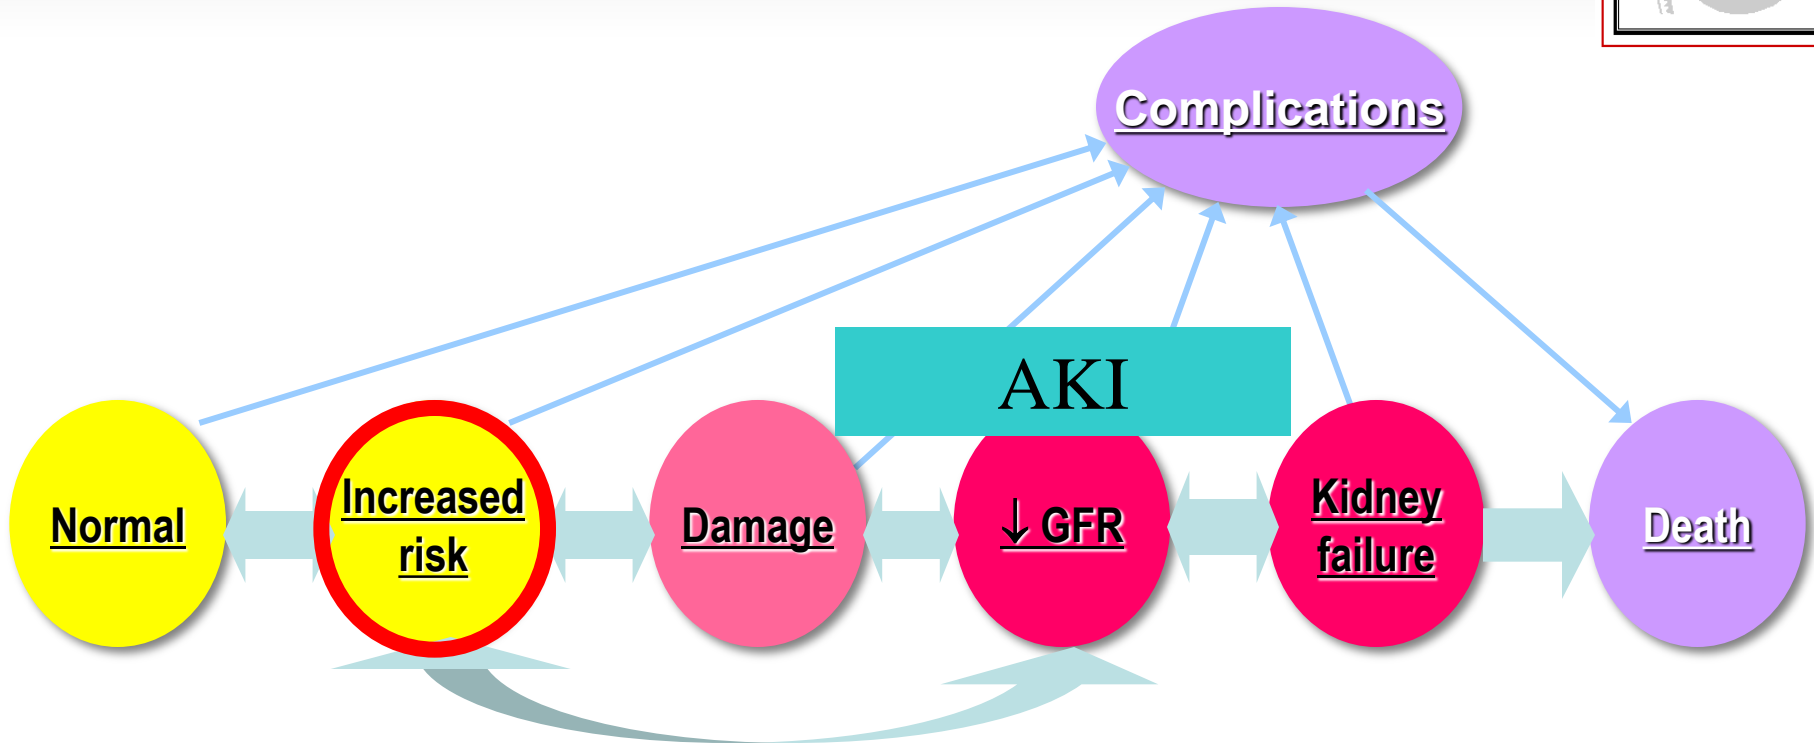 Complications
AKI
Normal
Increased
risk
Damage
↓ GFR
Kidney
failure
Death